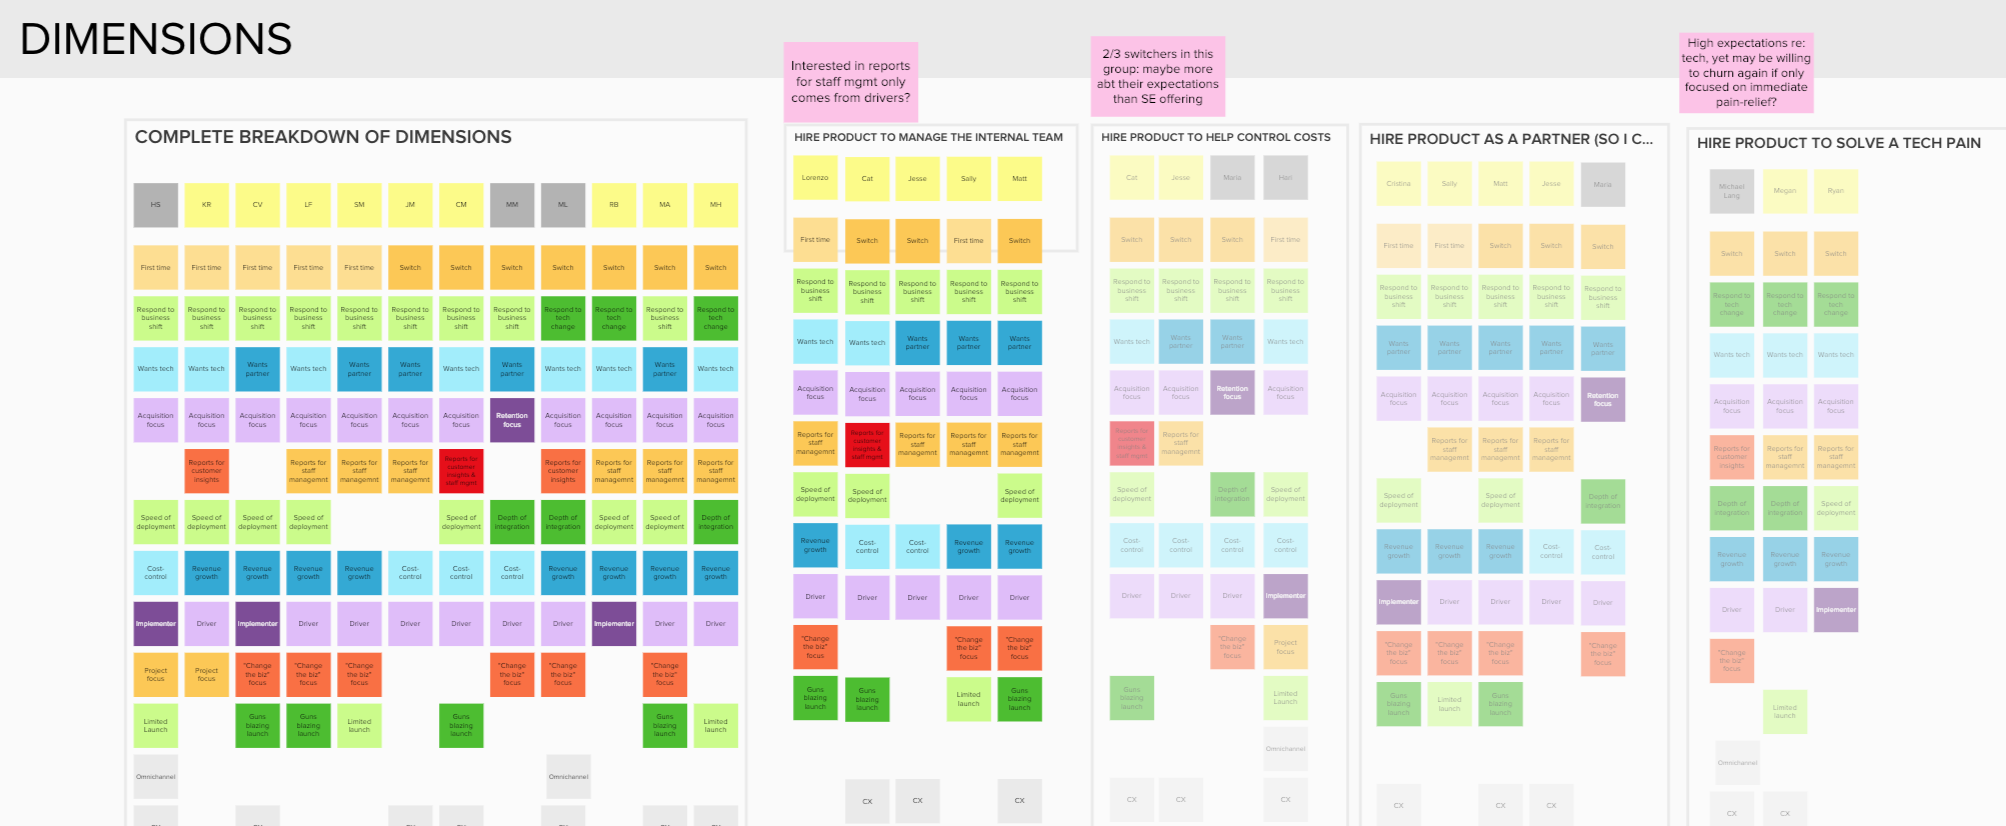 DIMENSIONS
Interested in reports
for staff mgmt only
comes from drivers?
2/3 switchers in this
group: maybe more
abt their expectations
than SE offering
High expectations re:
tech, yet may be willing
to churn again if only
focused on immediate
pain-relief?
COMPLETE BREAKDOWN OF DIMENSIONS
HS KR CV LF SM JM CM MM ML RB MA MH
First time First time First time First time First time Switch Switch Switch Switch Switch Switch Switch
Respond to Respond to Respond to Respond to Respond to Respond to Respond to Respond to Respond to Respond to Respond to Respond to
business business business business business business business business tech tech business tech
shift shift shift shift shift shift shift shift change change shift change
Wants tech Wants tech Wants partner Wants tech Wants partner Wants partner Wants tech Wants partner Wants tech Wants tech Wants partner Wants tech
Acquisition Acquisition Acquisition Acquisition Acquisition Acquisition Acquisition Retention Acquisition Acquisition Acquisition Acquisition
focus focus focus focus focus focus focus focus focus focus focus focus
Reports for Reports for Reports for Reports for Reports for Reports for Reports for Reports for Reports for
customer staff staff staff customer customer staff staff staff
insights managemnt managemnt managemnt insights & insights managemnt managemnt managemnt
staff mgmt
Speed of Speed of Speed of Speed of Speed of Depth of Depth of Speed of Speed of Depth of
deployment deployment deployment deployment deployment integration integration deployment deployment integration
Cost- Revenue Revenue Revenue Revenue Cost- Cost- Cost- Revenue Revenue Revenue Revenue
control growth growth growth growth control control control growth growth growth growth
Implementer Driver Implementer Driver Driver Driver Driver Driver Driver Implementer Driver Driver
Project Project "Change "Change "Change "Change "Change "Change
focus focus the biz" the biz" the biz" the biz" the biz" the biz"
focus focus focus focus focus focus
Limited Guns Guns Limited Guns Guns Limited
Launch blazing blazing launch blazing blazing launch
launch launch launch launch
Omnichannel Omnichannel
HIRE PRODUCT TO MANAGE THE INTERNAL TEAM
Lorenzo Cat Jesse Sally Matt
First time Switch Switch First time Switch
Respond to Respond to Respond to Respond to Respond to
business business business business business
shift shift shift shift shift
Wants tech Wants tech Wants partner Wants partner Wants partner
Acquisition Acquisition Acquisition Acquisition Acquisition
focus focus focus focus focus
Reports for Reports for Reports for Reports for Reports for
staff customer staff staff staff
managemnt insights & managemnt managemnt managemnt
staff mgmt
Speed of Speed of Speed of
deployment deployment deployment
Revenue Cost- Cost- Revenue Revenue
growth control control growth growth
Driver Driver Driver Driver Driver
"Change "Change "Change
the biz" the biz" the biz"
focus focus focus
Guns Guns Limited Guns
blazing blazing launch blazing
launch launch launch
CX CX CX
HIRE PRODUCT TO HELP CONTROL COSTS
Cat Jesse Maria Hari
Switch Switch Switch First time
Respond to Respond to Respond to Respond to
business business business business
shift shift shift shift
Wants tech Wants partner Wants partner Wants tech
Acquisition Acquisition Retention Acquisition
focus focus focus focus
Reports for Reports for
customer staff
insights & managemnt
staff mgmt
Speed of Depth of Speed of
deployment integration deployment
Cost- Cost- Cost- Cost-
control control control control
Driver Driver Driver Implementer
"Change Project
the biz" focus
focus
Guns Limited
blazing launch
launch
Omnichannel
CX CX CX
HIRE PRODUCT AS A PARTNER (SO I C...
Cristina Sally Matt Jesse Maria
First time First time Switch Switch Switch
Respond to Respond to Respond to Respond to Respond to
business business business business business
shift shift shift shift shift
Wants Wants Wants Wants Wants
partner partner partner partner partner
Acquisition Acquisition Acquisition Acquisition Retention
focus focus focus focus focus
Reports for Reports for Reports for
staff staff staff
managemnt managemnt managemnt
Speed of Speed of Depth of
deployment deployment integration
Revenue Revenue Revenue Cost- Cost-
growth growth growth control control
Implementer Driver Driver Driver Driver
"Change "Change "Change "Change
the biz" the biz" the biz" the biz"
focus focus focus focus
Guns Limited Guns
blazing launch blazing
launch launch
CX CX CX
HIRE PRODUCT TO SOLVE A TECH PAIN
Michael Megan Ryan
Lang
Switch Switch Switch
Respond to Respond to Respond to
tech tech tech
change change change
Wants tech Wants tech Wants tech
Acquisition Acquisition Acquisition
focus focus focus
Reports for Reports for Reports for
customer staff staff
insights managemnt managemnt
Depth of Depth of Speed of
integration integration deployment
Revenue Revenue Revenue
growth growth growth
Driver Driver Implementer
"Change
the biz"
focus
Limited
launch
Omnichannel
CX CX